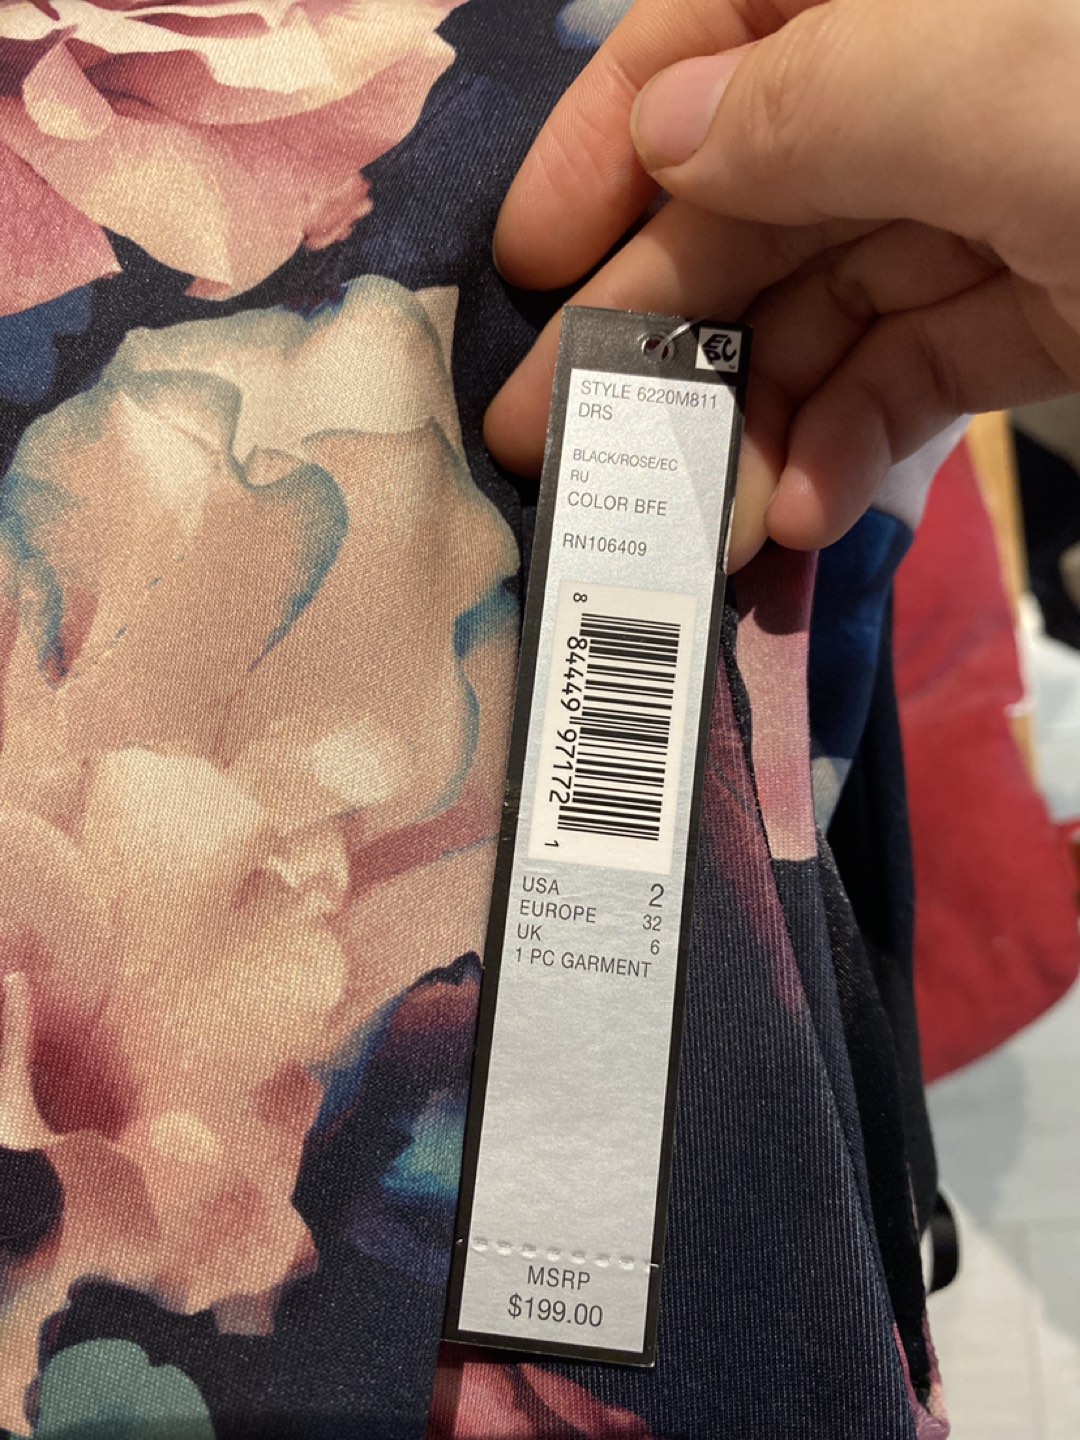 STYLE 6220M811
DRS
BLACK/ROSE/EC
RU
COLOR BFE
RN106409
8 84449 97172 1
USA 2
EUROPE 32
UK 6
1 PC GARMENT
MSRP
$199.00